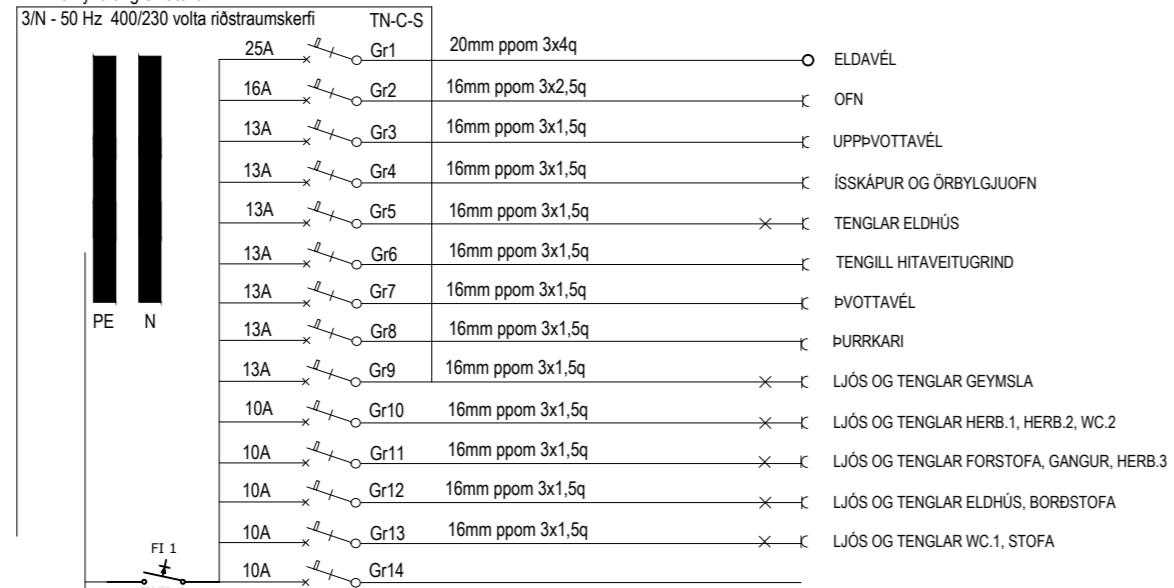 3/N - 50 Hz 400/230 volta riðstraumskerfi TN-C-S
25A Gr1 20mm ppom 3x4q ELDAVÉL
16A Gr2 16mm ppom 3x2,5q OFN
13A Gr3 16mm ppom 3x1,5q UPPÞVOTTAVÉL
13A Gr4 16mm ppom 3x1,5q ÍSSKÁPUR OG ÖRBYLGJUOFN
13A Gr5 16mm ppom 3x1,5q TENGLAR ELDHÚS
13A Gr6 16mm ppom 3x1,5q TENGILL HITAVEITUGRIND
13A Gr7 16mm ppom 3x1,5q ÞVOTTAVÉL
PE N
13A Gr8 16mm ppom 3x1,5q ÞURRKARI
13A Gr9 16mm ppom 3x1,5q LJÓS OG TENGLAR GEYMSLA
10A Gr10 16mm ppom 3x1,5q LJÓS OG TENGLAR HERB.1, HERB.2, WC.2
10A Gr11 16mm ppom 3x1,5q LJÓS OG TENGLAR FORSTOFA, GANGUR, HERB.3
10A Gr12 16mm ppom 3x1,5q LJÓS OG TENGLAR ELDHÚS, BORÐSTOFA
10A Gr13 16mm ppom 3x1,5q LJÓS OG TENGLAR WC.1, STOFA
FI 1
10A Gr14